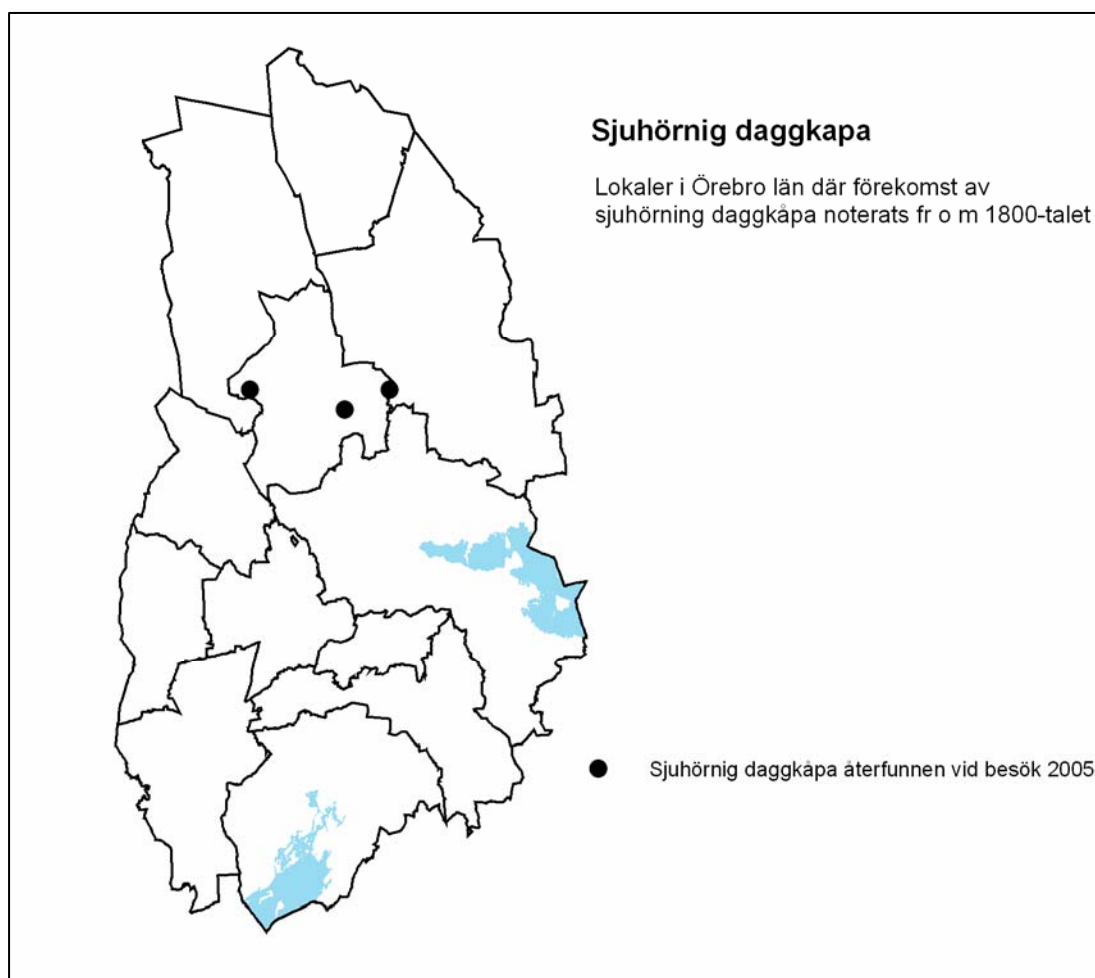 Sjuhörnig daggkapa
Lokaler i Örebro län där förekomst av
sjuhörning daggkåpa noterats fr o m 1800-talet
Sjuhörnig daggkåpa återfunnen vid besök 2005